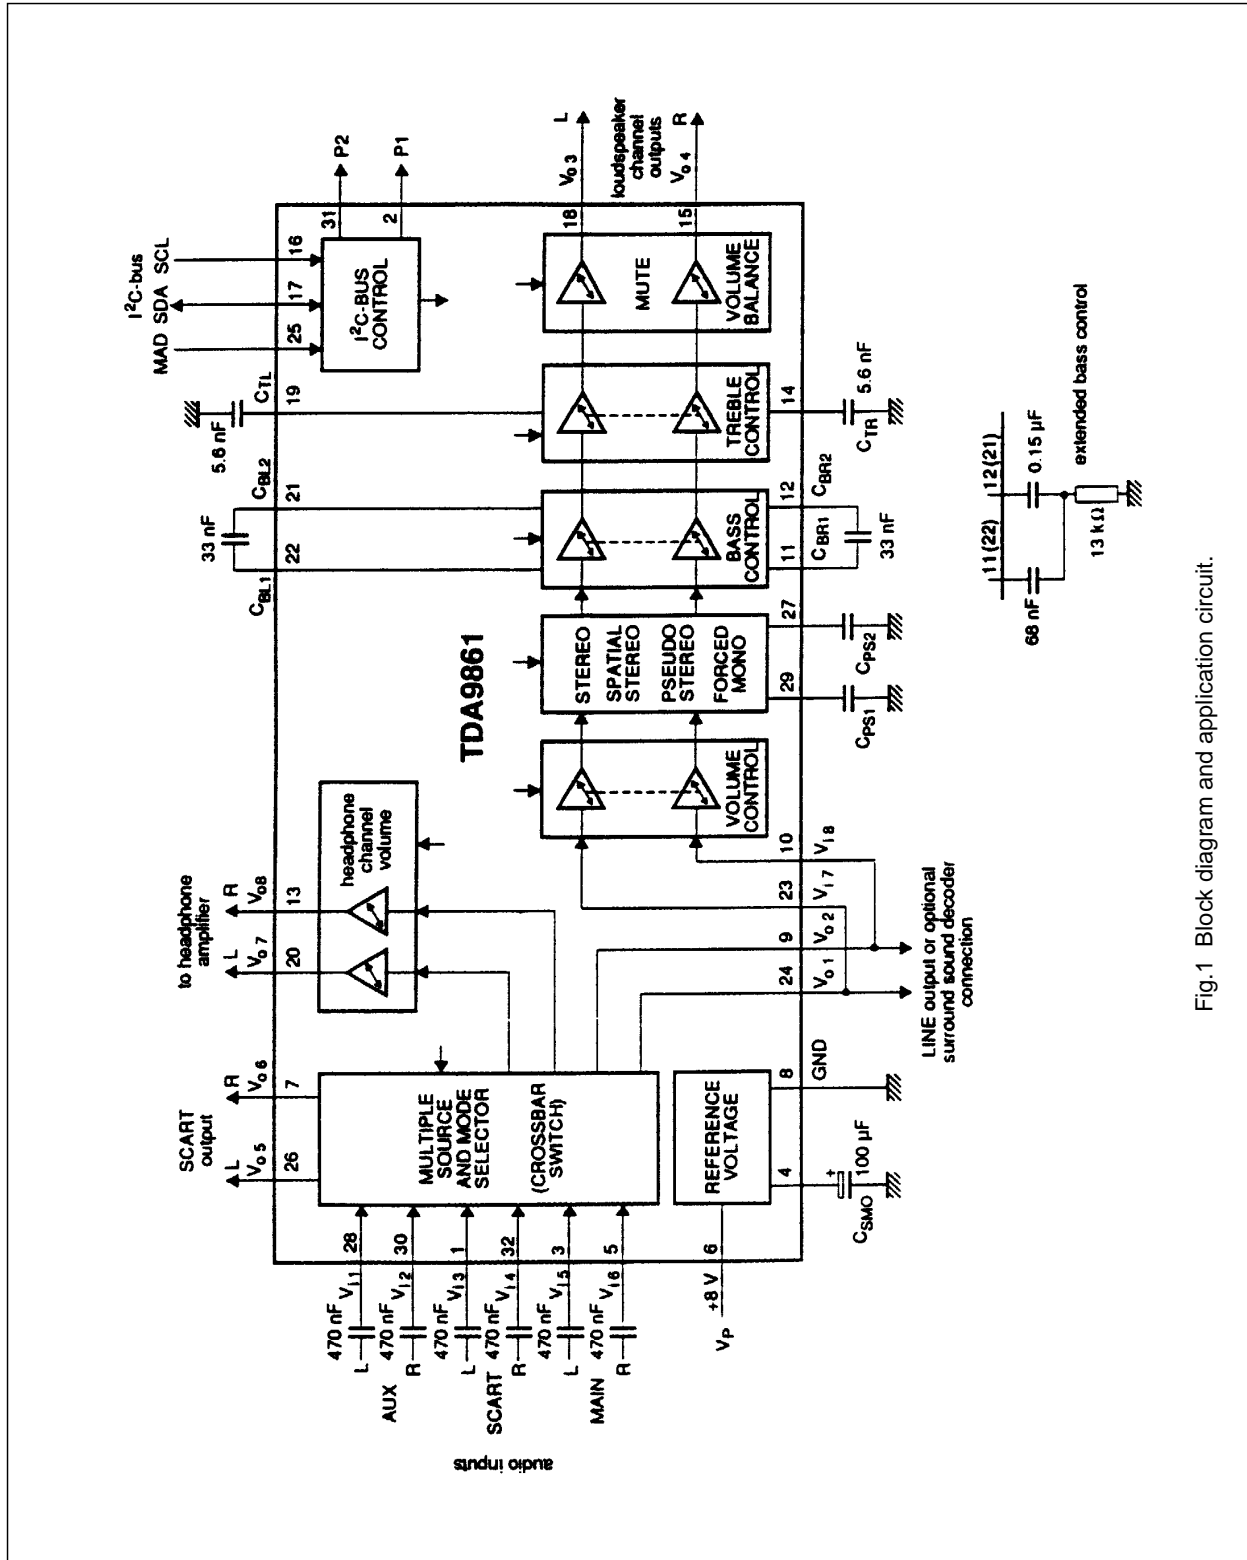 I²C-bus
MAD SDA SCL
25
17
16
I²C-BUS
CONTROL
31
P2
2
P1
5.6 nF
C_TL
19
33 nF
C_BL1
22
C_BL2
21
TDA9861
to headphone
amplifier
L
R
V_o7
V_o8
20
13
headphone
channel
volume
SCART
output
L
R
V_o5
V_o6
26
7
MULTIPLE
SOURCE
AND MODE
SELECTOR
(CROSSBAR
SWITCH)
audio inputs
AUX
L
470 nF
V_i1
28
R
470 nF
V_i2
30
SCART
L
470 nF
V_i3
1
R
470 nF
V_i4
32
MAIN
L
470 nF
V_i5
3
R
470 nF
V_i6
5
V_P
+8 V
6
REFERENCE
VOLTAGE
4
8
C_SMO
+
100 µF
GND
24
9
23
10
V_o1
V_o2
V_i7
V_i8
LINE output or optional
surround sound decoder
connection
VOLUME
CONTROL
STEREO
SPATIAL
STEREO
PSEUDO
STEREO
FORCED
MONO
29
27
C_PS1
C_PS2
BASS
CONTROL
11
12
C_BR1
C_BR2
33 nF
TREBLE
CONTROL
14
C_TR
5.6 nF
MUTE
VOLUME
BALANCE
18
V_o3
L
loudspeaker
channel
outputs
15
V_o4
R
11 (22)
12 (21)
68 nF
0.15 µF
13 kΩ
extended bass control
Fig.1 Block diagram and application circuit.